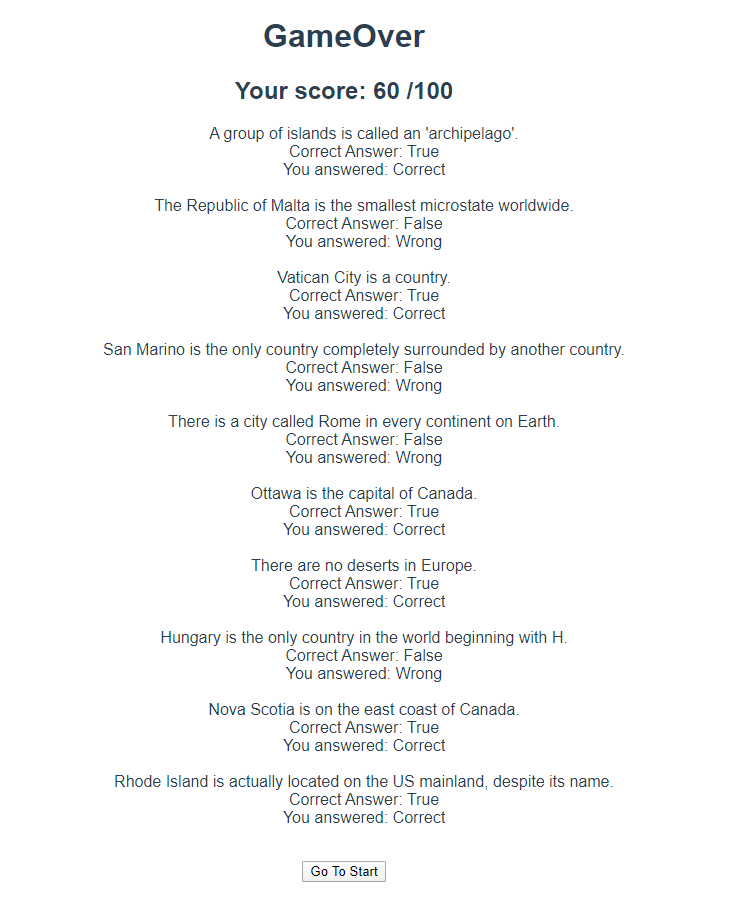 GameOver
Your score: 60 /100
A group of islands is called an 'archipelago'.
Correct Answer: True
You answered: Correct
The Republic of Malta is the smallest microstate worldwide.
Correct Answer: False
You answered: Wrong
Vatican City is a country.
Correct Answer: True
You answered: Correct
San Marino is the only country completely surrounded by another country.
Correct Answer: False
You answered: Wrong
There is a city called Rome in every continent on Earth.
Correct Answer: False
You answered: Wrong
Ottawa is the capital of Canada.
Correct Answer: True
You answered: Correct
There are no deserts in Europe.
Correct Answer: True
You answered: Correct
Hungary is the only country in the world beginning with H.
Correct Answer: False
You answered: Wrong
Nova Scotia is on the east coast of Canada.
Correct Answer: True
You answered: Correct
Rhode Island is actually located on the US mainland, despite its name.
Correct Answer: True
You answered: Correct
Go To Start